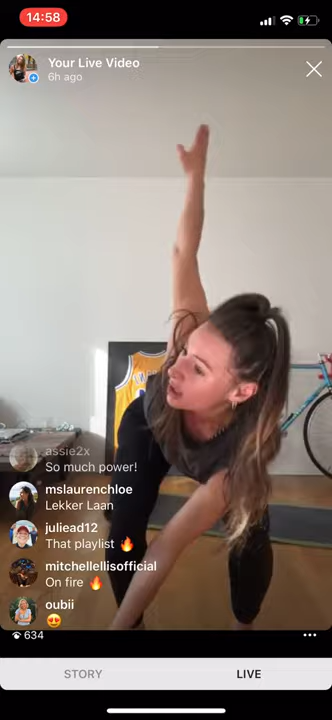 14:58
Your Live Video
6h ago
assie2x
So much power!
mslaurenchloe
Lekker Laan
juliead12
That playlist 🔥
mitchellellisofficial
On fire 🔥
oubii
😍
634
STORY
LIVE